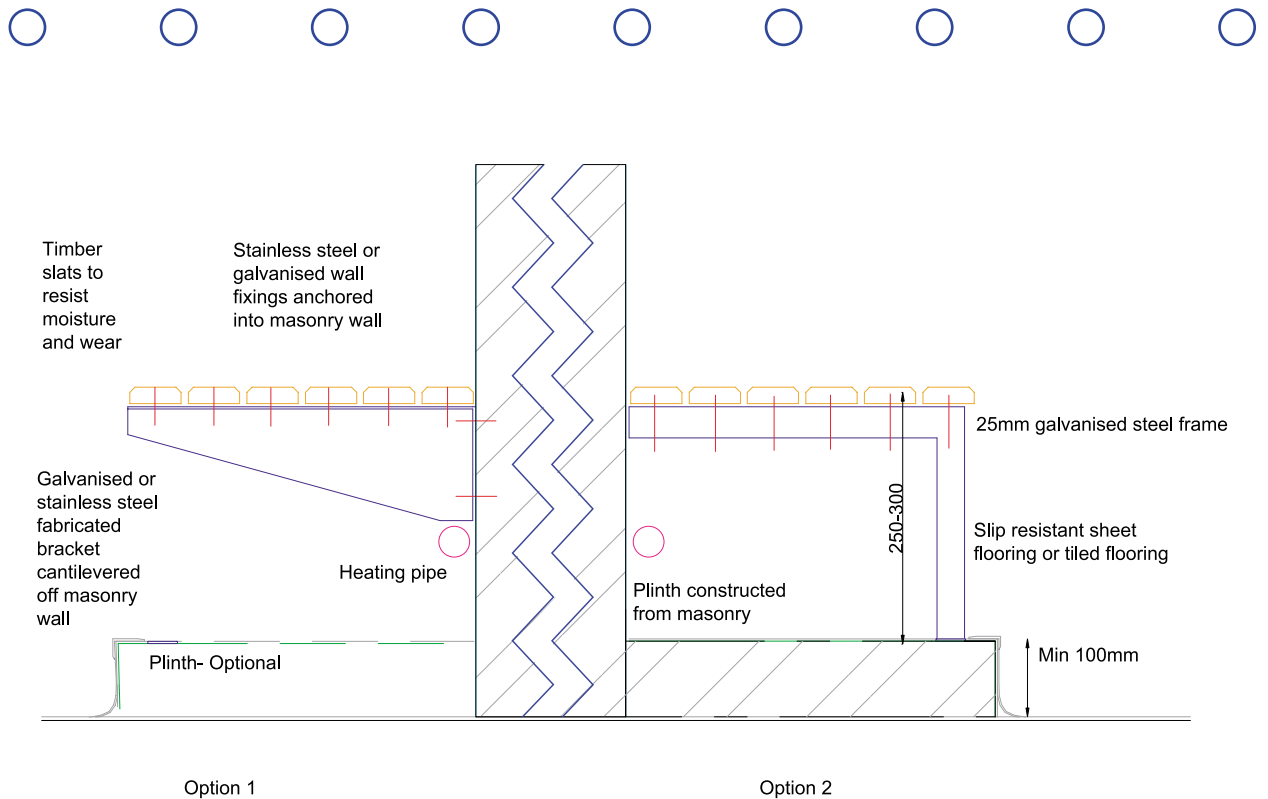 Timber
slats to
resist
moisture
and wear
Stainless steel or
galvanised wall
fixings anchored
into masonry wall
25mm galvanised steel frame
Galvanised or
stainless steel
fabricated
bracket
cantilevered
off masonry
wall
Heating pipe
250-300
Slip resistant sheet
flooring or tiled flooring
Plinth constructed
from masonry
Plinth- Optional
Min 100mm
Option 1
Option 2